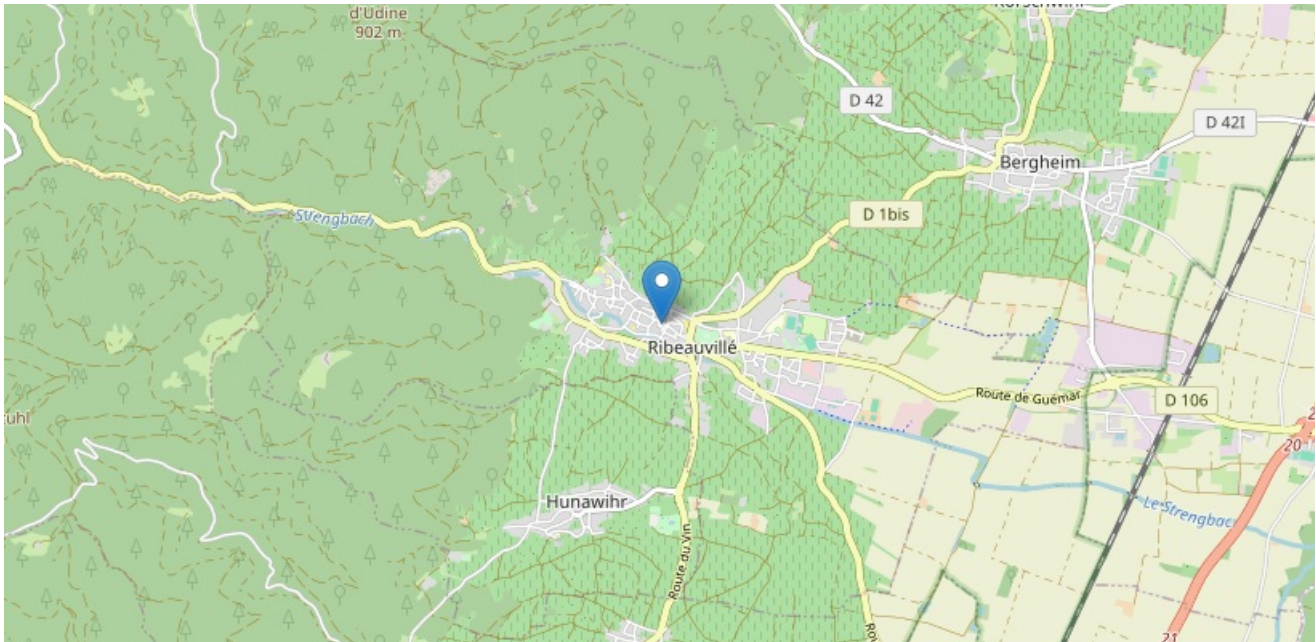 d'Udine
902 m
D 42
D 42I
Bergheim
Strengbach
D 1bis
Ribeauvillé
Route de Guémar
D 106
20
Hunawihr
Route du Vin
Le Strengbac
21